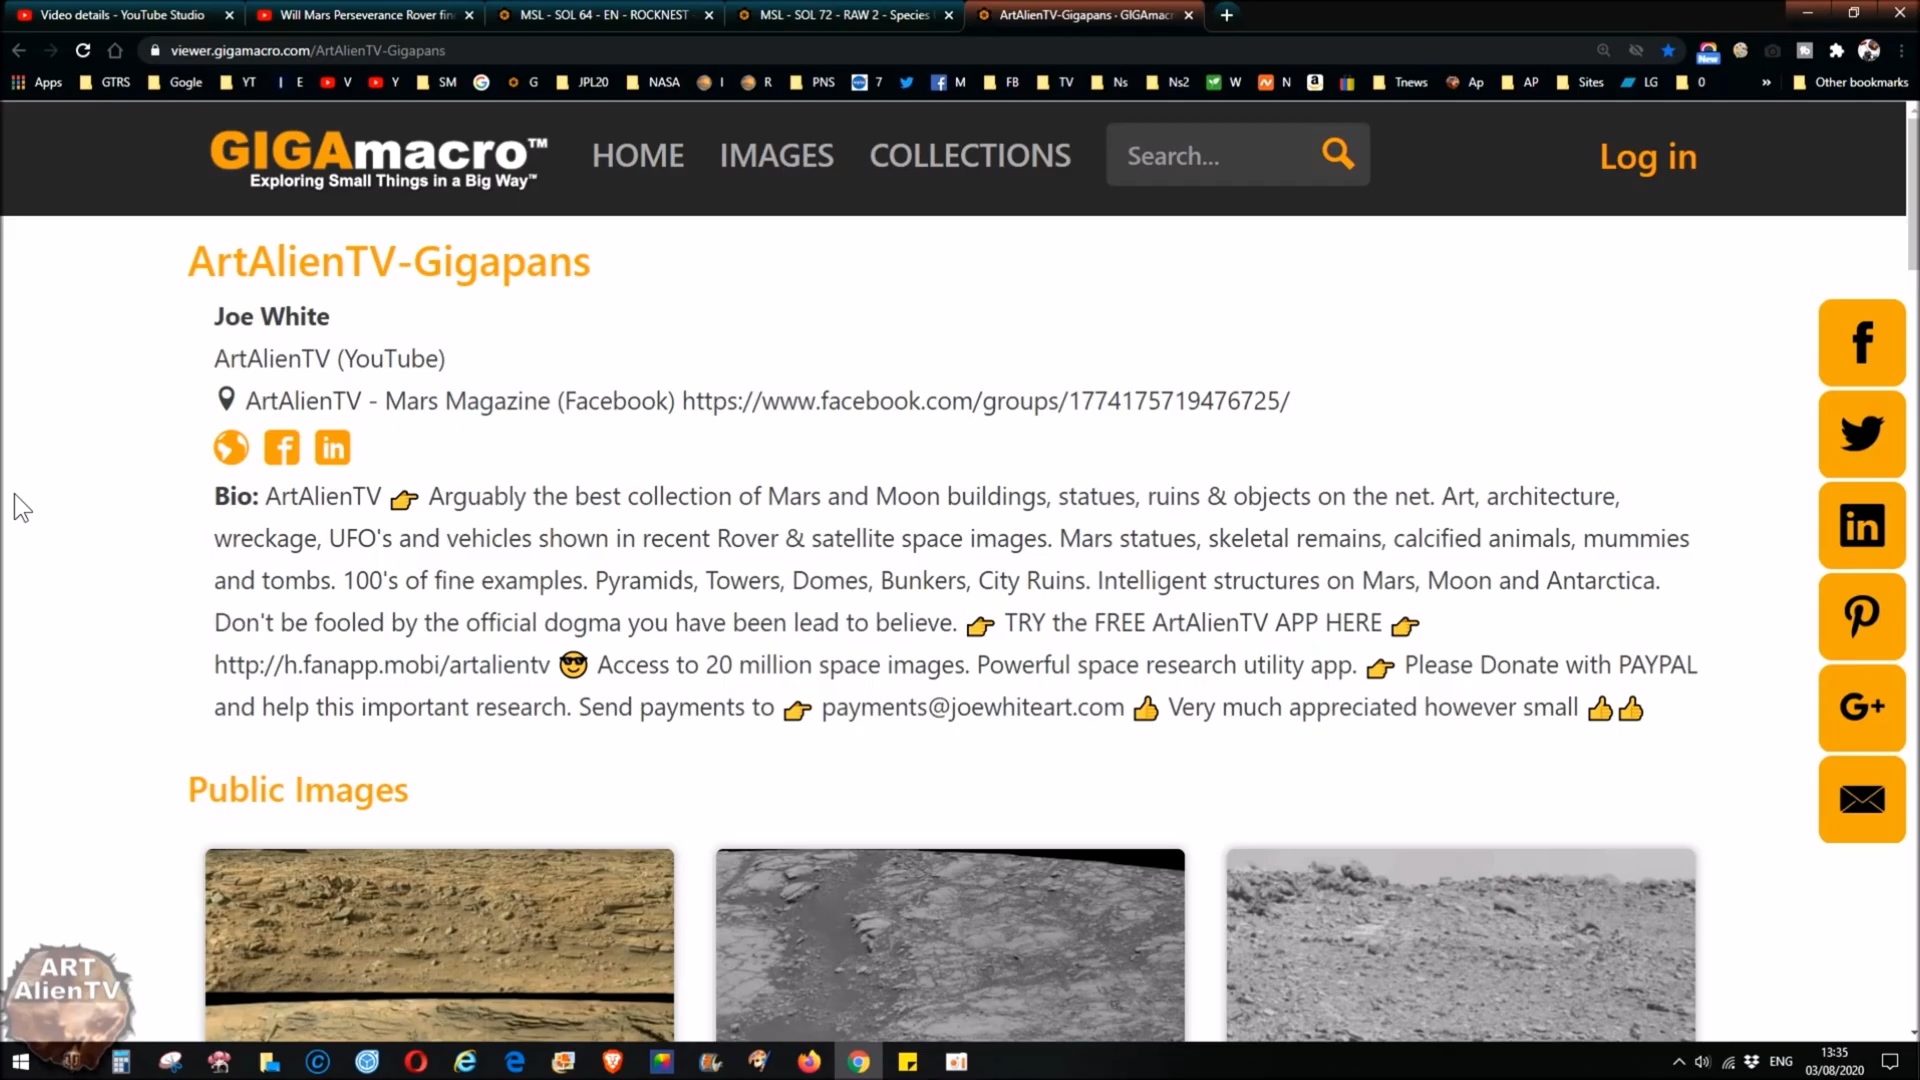 Video details - YouTube Studio
Will Mars Perseverance Rover fin
MSL - SOL 64 - EN - ROCKNEST
MSL - SOL 72 - RAW 2 - Species
ArtAlienTV-Gigapans · GIGAmacr
viewer.gigamacro.com/ArtAlienTV-Gigapans
New
Apps GTRS Gogle YT E V Y SM G JPL20 NASA I R PNS 7 M FB TV Ns Ns2 W N Tnews Ap AP Sites LG 0 » Other bookmarks
GIGAmacro™
Exploring Small Things in a Big Way™
HOME IMAGES COLLECTIONS Search... Log in
ArtAlienTV-Gigapans
Joe White
ArtAlienTV (YouTube)
ArtAlienTV - Mars Magazine (Facebook) https://www.facebook.com/groups/1774175719476725/
Bio: ArtAlienTV 👉 Arguably the best collection of Mars and Moon buildings, statues, ruins & objects on the net. Art, architecture,
wreckage, UFO's and vehicles shown in recent Rover & satellite space images. Mars statues, skeletal remains, calcified animals, mummies
and tombs. 100's of fine examples. Pyramids, Towers, Domes, Bunkers, City Ruins. Intelligent structures on Mars, Moon and Antarctica.
Don't be fooled by the official dogma you have been lead to believe. 👉 TRY the FREE ArtAlienTV APP HERE 👉
http://h.fanapp.mobi/artalientv 😎 Access to 20 million space images. Powerful space research utility app. 👉 Please Donate with PAYPAL
and help this important research. Send payments to 👉 payments@joewhiteart.com 👍 Very much appreciated however small 👍👍
Public Images
ART
AlienTV
ENG
13:35
03/08/2020